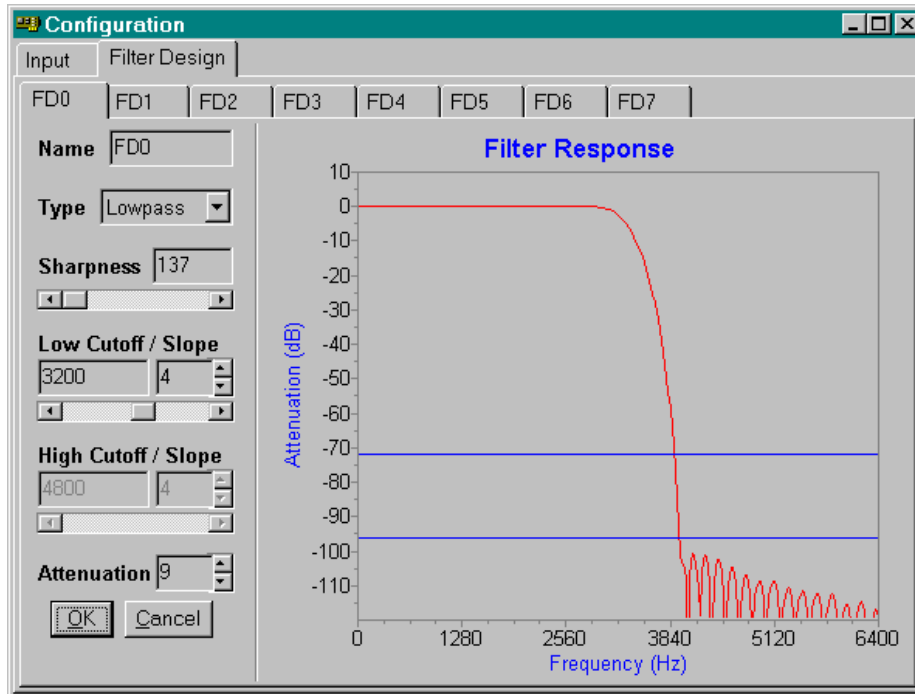 Configuration
Input Filter Design
FD0 FD1 FD2 FD3 FD4 FD5 FD6 FD7
Name FD0
Type Lowpass
Sharpness 137
Low Cutoff / Slope
3200 4
High Cutoff / Slope
4800 4
Attenuation 9
OK Cancel
Filter Response
Attenuation (dB)
10
0
-10
-20
-30
-40
-50
-60
-70
-80
-90
-100
-110
0 1280 2560 3840 5120 6400
Frequency (Hz)